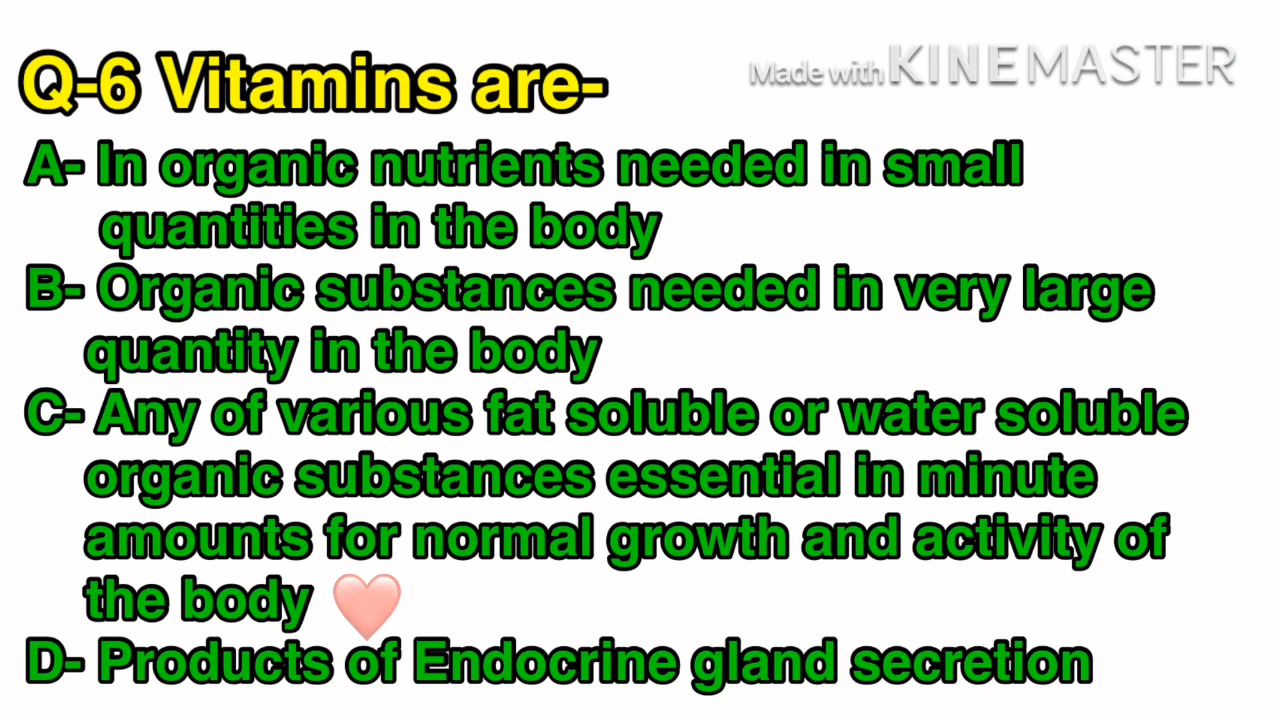 Q-6 Vitamins are-
Made with KINEMASTER
A- In organic nutrients needed in small
quantities in the body
B- Organic substances needed in very large
quantity in the body
C- Any of various fat soluble or water soluble
organic substances essential in minute
amounts for normal growth and activity of
the body
D- Products of Endocrine gland secretion